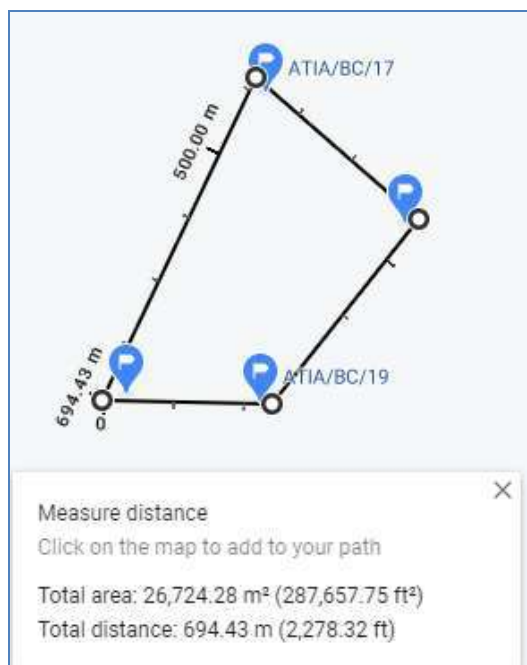 ATIA/BC/17
500.00 m
ATIA/BC/19
694.43 m
0
Measure distance
Click on the map to add to your path
Total area: 26,724.28 m² (287,657.75 ft²)
Total distance: 694.43 m (2,278.32 ft)